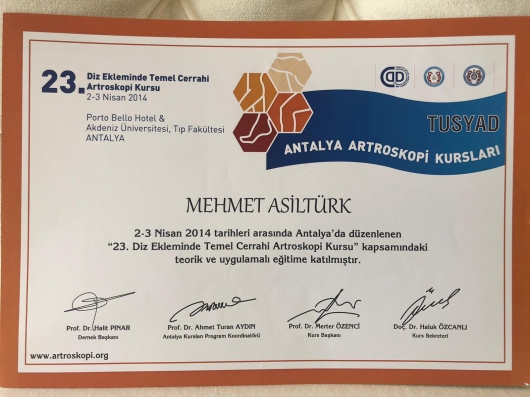 23. Diz Ekleminde Temel Cerrahi
Artroskopi Kursu
2-3 Nisan 2014
Porto Bello Hotel &
Akdeniz Üniversitesi, Tıp Fakültesi
ANTALYA
TUSYAD
ANTALYA ARTROSKOPİ KURSLARI
MEHMET ASİLTÜRK
2-3 Nisan 2014 tarihleri arasında Antalya'da düzenlenen
"23. Diz Ekleminde Temel Cerrahi Artroskopi Kursu" kapsamındaki
teorik ve uygulamalı eğitime katılmıştır.
Prof. Dr. Halit PINAR
Dernek Başkanı
Prof. Dr. Ahmet Turan AYDIN
Antalya Kursları Program Koordinatörü
Prof. Dr. Merter ÖZENCİ
Kurs Başkanı
Doç. Dr. Haluk ÖZCANLI
Kurs Sekreteri
www.artroskopi.org